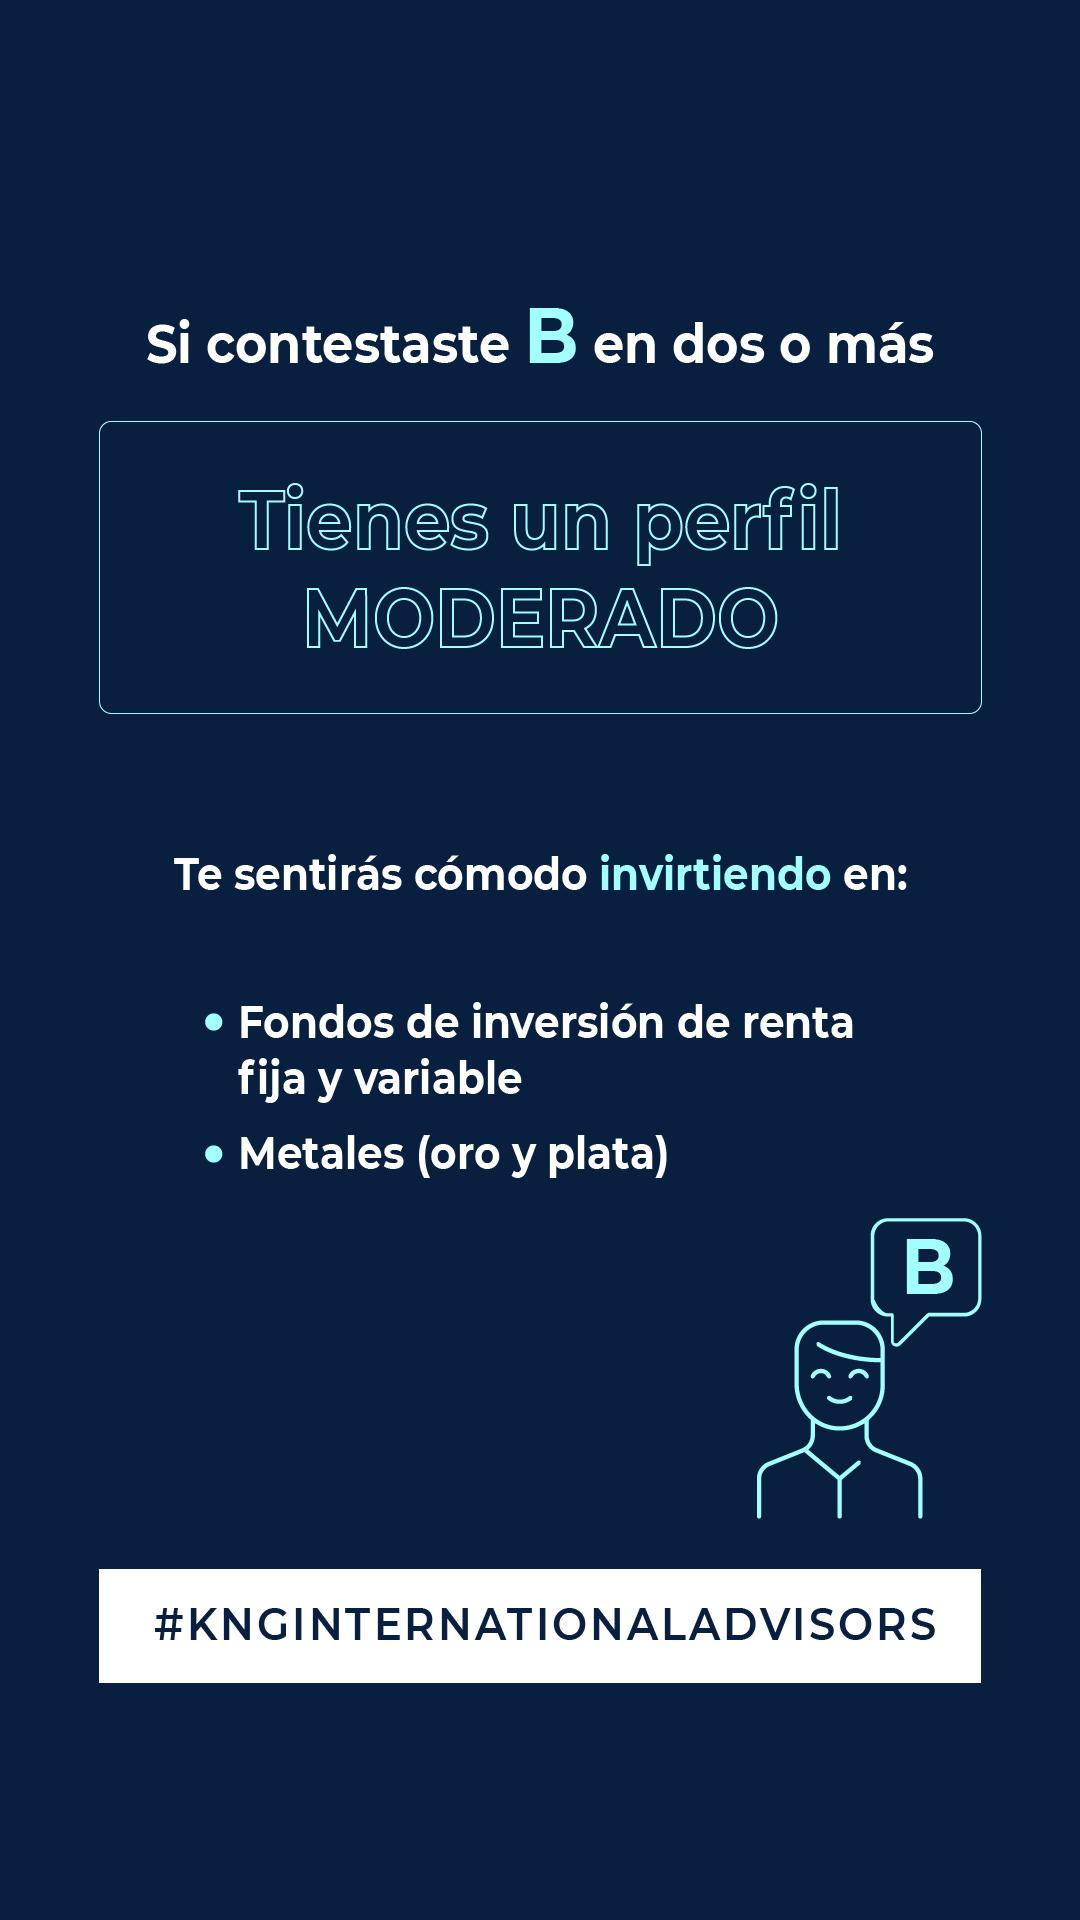 Si contestaste B en dos o más
Tienes un perfil
MODERADO
Te sentirás cómodo invirtiendo en:
• Fondos de inversión de renta
fija y variable
• Metales (oro y plata)
B
#KNGINTERNATIONALADVISORS